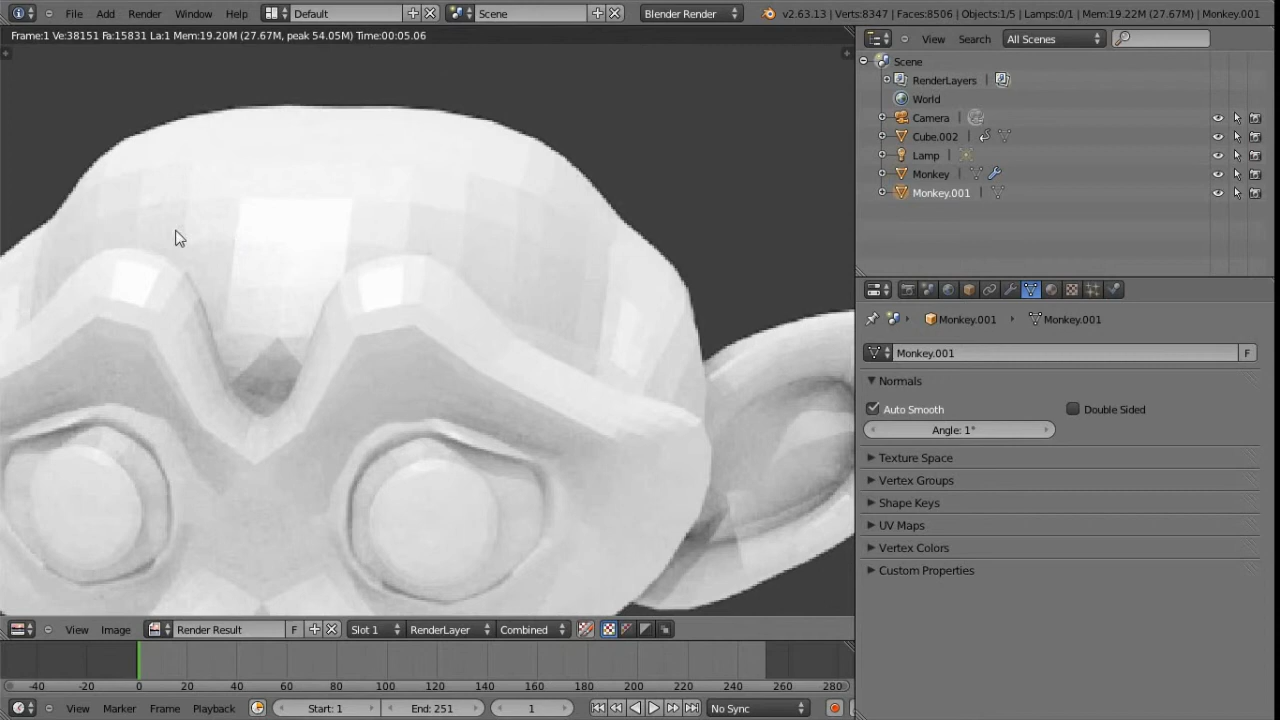 File Add Render Window Help Default Scene Blender Render v2.63.13 | Verts:8347 | Faces:8506 | Objects:1/5 | Lamps:0/1 | Mem:19.22M (27.67M) | Monkey.001
Frame:1 Ve:38151 Fa:15831 La:1 Mem:19.20M (27.67M, peak 54.05M) Time:00:05.06
View Search All Scenes
Scene
RenderLayers
World
Camera
Cube.002
Lamp
Monkey
Monkey.001
Monkey.001 Monkey.001
Monkey.001 F
Normals
Auto Smooth Double Sided
Angle: 1°
Texture Space
Vertex Groups
Shape Keys
UV Maps
Vertex Colors
Custom Properties
View Image Render Result F Slot 1 RenderLayer Combined
-40 -20 0 20 40 60 80 100 120 140 160 180 200 220 240 260 280
View Marker Frame Playback Start: 1 End: 251 1 No Sync